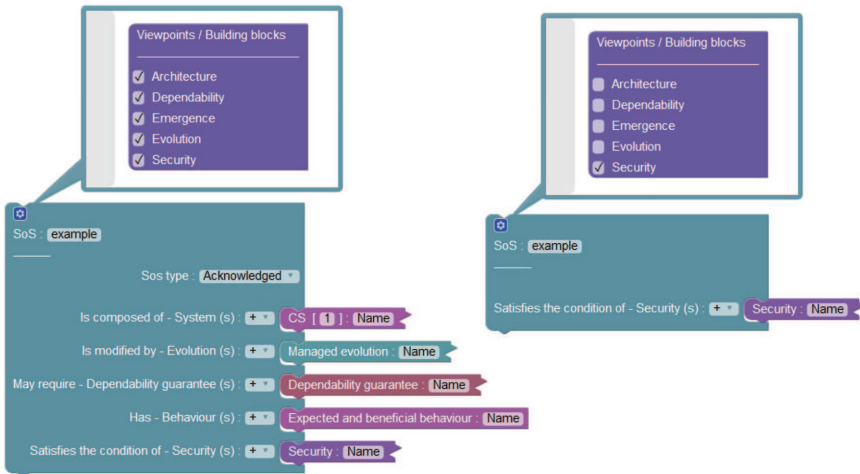 Viewpoints / Building blocks
Architecture
Dependability
Emergence
Evolution
Security
SoS : example
Sos type : Acknowledged
Is composed of - System (s) : + CS [ 1 ] : Name
Is modified by - Evolution (s) : + Managed evolution : Name
May require - Dependability guarantee (s) : + Dependability guarantee : Name
Has - Behaviour (s) : + Expected and beneficial behaviour : Name
Satisfies the condition of - Security (s) : + Security : Name
Viewpoints / Building blocks
Architecture
Dependability
Emergence
Evolution
Security
SoS : example
Satisfies the condition of - Security (s) : + Security : Name